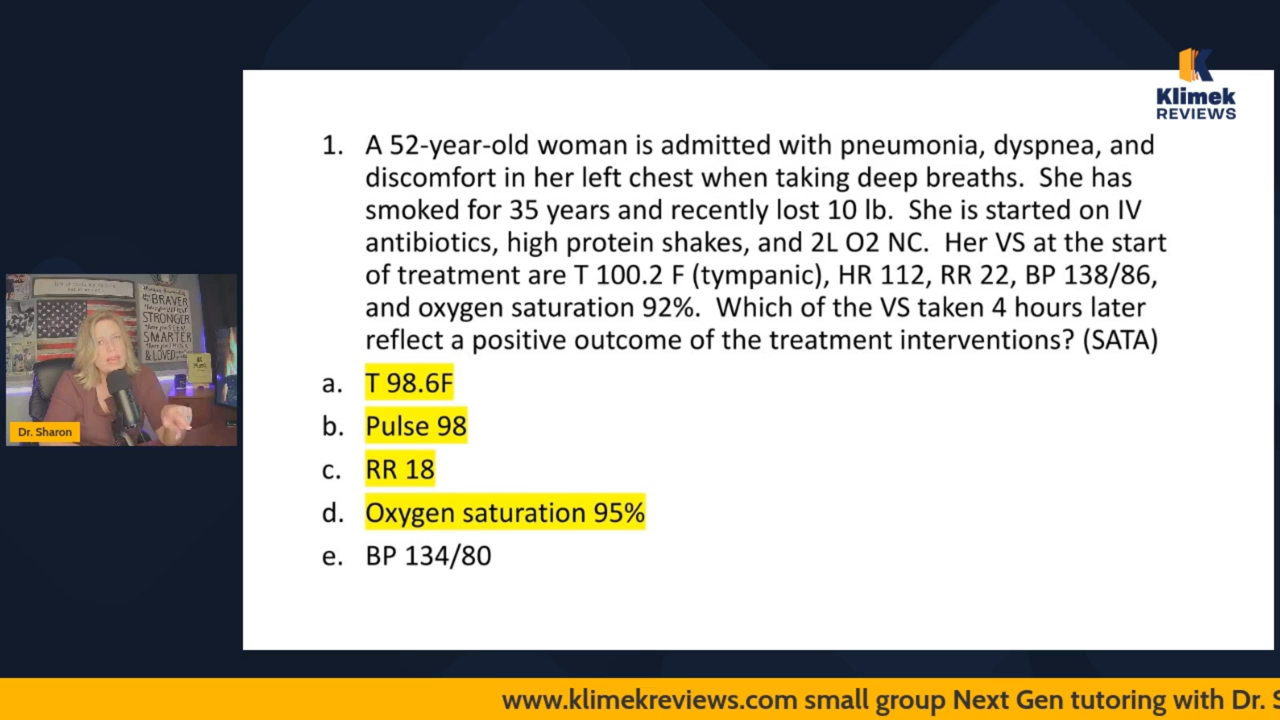 Klimek
REVIEWS
1. A 52-year-old woman is admitted with pneumonia, dyspnea, and
discomfort in her left chest when taking deep breaths. She has
smoked for 35 years and recently lost 10 lb. She is started on IV
antibiotics, high protein shakes, and 2L O2 NC. Her VS at the start
of treatment are T 100.2 F (tympanic), HR 112, RR 22, BP 138/86,
and oxygen saturation 92%. Which of the VS taken 4 hours later
reflect a positive outcome of the treatment interventions? (SATA)
a. T 98.6F
b. Pulse 98
c. RR 18
d. Oxygen saturation 95%
e. BP 134/80
BRAVER
STRONGER
SMARTER
& LOVED
Dr. Sharon
www.klimekreviews.com small group Next Gen tutoring with Dr. S